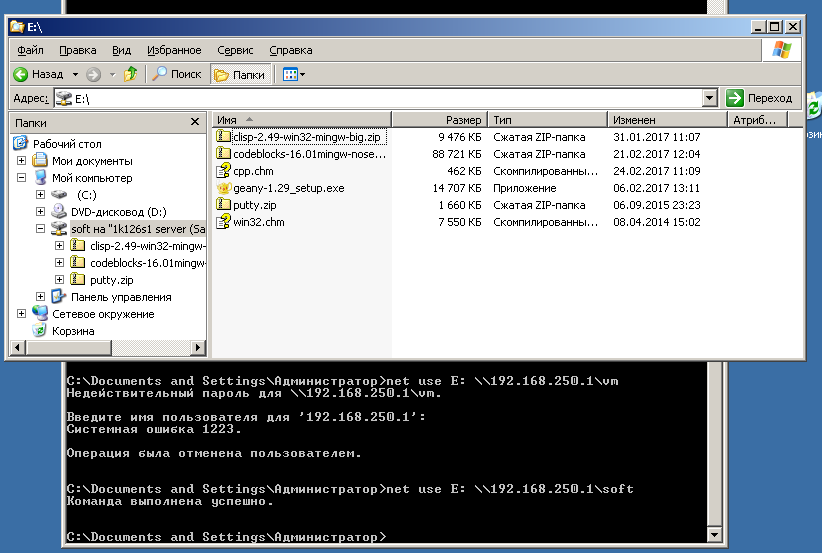 E:\
Файл Правка Вид Избранное Сервис Справка
Назад Поиск Папки
Адрес: E:\ Переход
Папки
Рабочий стол
Мои документы
Мой компьютер
(C:)
DVD-дисковод (D:)
soft на "1k126s1 server (Sa
clisp-2.49-win32-mingw-
codeblocks-16.01mingw-
putty.zip
Панель управления
Сетевое окружение
Корзина
Имя Размер Тип Изменен Атриб...
clisp-2.49-win32-mingw-big.zip 9 476 КБ Сжатая ZIP-папка 31.01.2017 11:07
codeblocks-16.01mingw-nose... 88 721 КБ Сжатая ZIP-папка 21.02.2017 12:04
cpp.chm 462 КБ Скомпилированны... 24.02.2017 11:09
geany-1.29_setup.exe 14 707 КБ Приложение 06.02.2017 13:11
putty.zip 1 660 КБ Сжатая ZIP-папка 06.09.2015 23:23
win32.chm 7 550 КБ Скомпилированны... 08.04.2014 15:02
C:\Documents and Settings\Администратор>net use E: \\192.168.250.1\vm
Недействительный пароль для \\192.168.250.1\vm.
Введите имя пользователя для '192.168.250.1':
Системная ошибка 1223.
Операция была отменена пользователем.
C:\Documents and Settings\Администратор>net use E: \\192.168.250.1\soft
Команда выполнена успешно.
C:\Documents and Settings\Администратор>